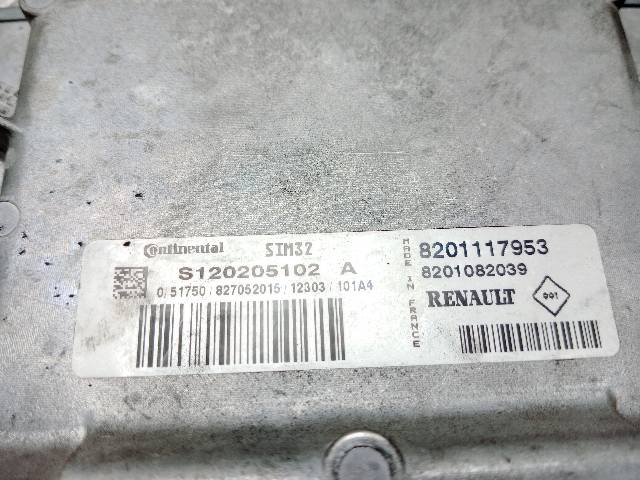 Continental SIM32
S120205102 A
0/51750/827052015/12303/101A4
MADE IN FRANCE
8201117953
8201082039
RENAULT